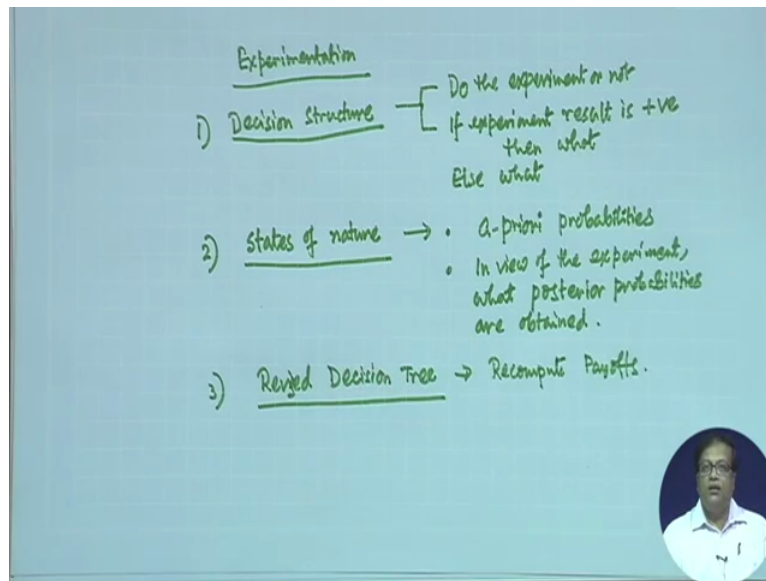 Experimentation
1) Decision Structure
Do the experiment or not
If experiment result is +ve
then what
Else what
2) States of nature → • a-priori probabilities
• In view of the experiment,
what posterior probabilities
are obtained.
3) Revised Decision Tree → Recompute Payoffs.